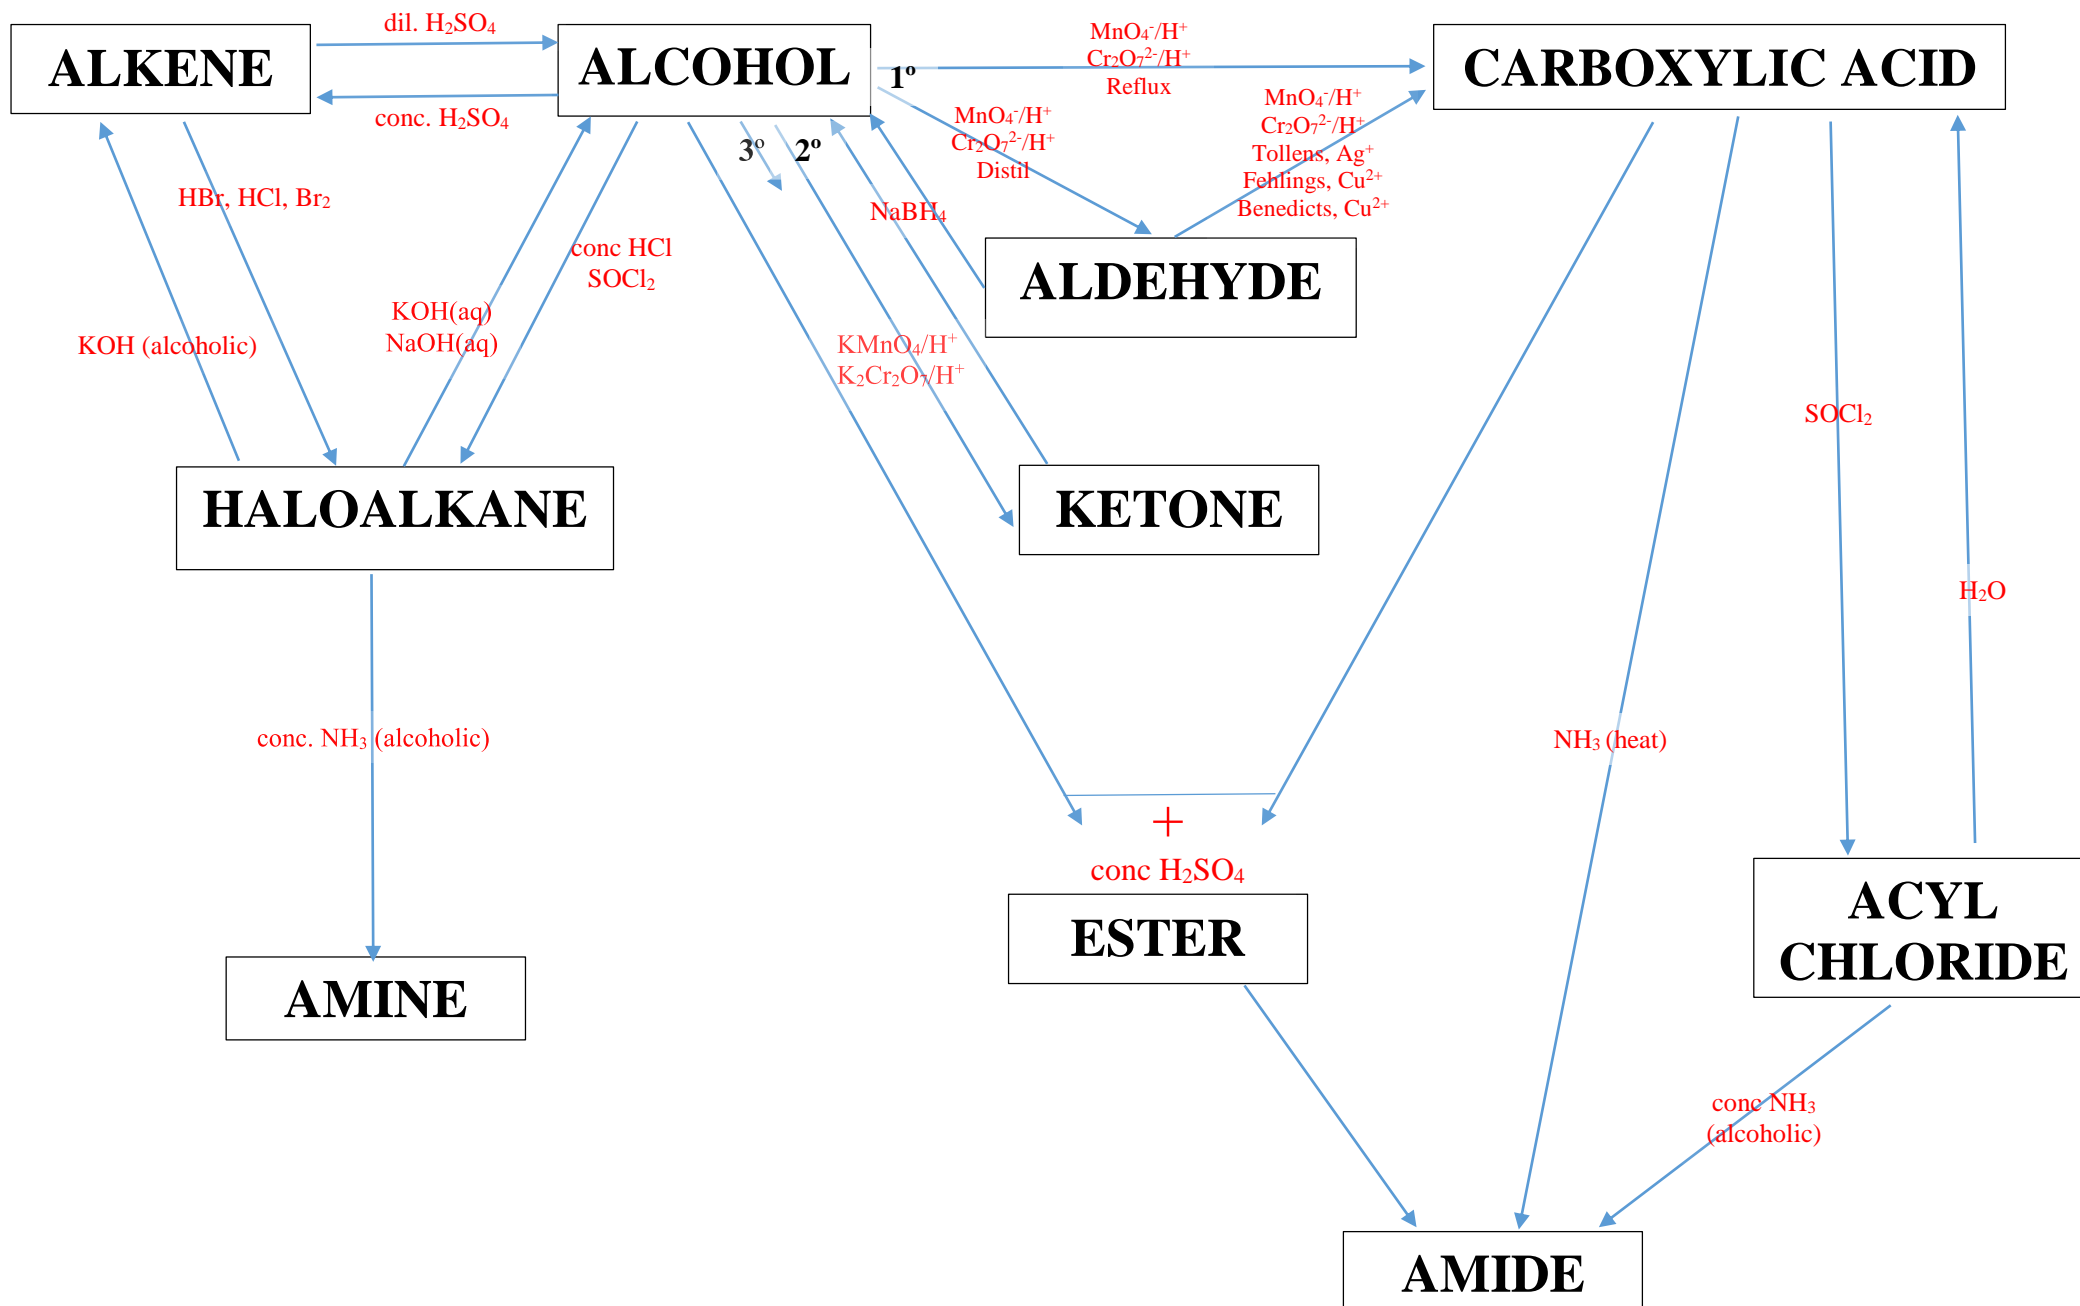 dil. H₂SO₄
ALKENE
ALCOHOL
conc. H₂SO₄
1º
MnO₄⁻/H⁺
Cr₂O₇²⁻/H⁺
Reflux
CARBOXYLIC ACID
MnO₄⁻/H⁺
Cr₂O₇²⁻/H⁺
Distil
MnO₄⁻/H⁺
Cr₂O₇²⁻/H⁺
Tollens, Ag⁺
Fehlings, Cu²⁺
Benedicts, Cu²⁺
3º
2º
HBr, HCl, Br₂
NaBH₄
conc HCl
SOCl₂
ALDEHYDE
KOH (alcoholic)
KOH(aq)
NaOH(aq)
KMnO₄/H⁺
K₂Cr₂O₇/H⁺
SOCl₂
HALOALKANE
KETONE
H₂O
conc. NH₃ (alcoholic)
NH₃ (heat)
+
conc H₂SO₄
ESTER
ACYL
CHLORIDE
AMINE
conc NH₃
(alcoholic)
AMIDE